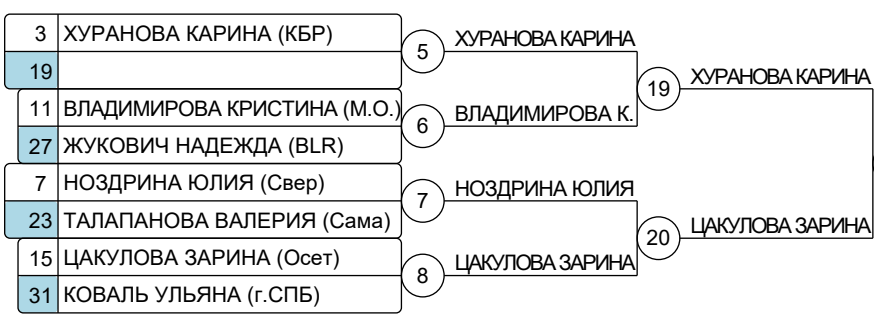 3 ХУРАНОВА КАРИНА (КБР)
19
11 ВЛАДИМИРОВА КРИСТИНА (М.О.)
27 ЖУКОВИЧ НАДЕЖДА (BLR)
7 НОЗДРИНА ЮЛИЯ (Свер)
23 ТАЛАПАНОВА ВАЛЕРИЯ (Сама)
15 ЦАКУЛОВА ЗАРИНА (Осет)
31 КОВАЛЬ УЛЬЯНА (г.СПБ)
5 ХУРАНОВА КАРИНА
6 ВЛАДИМИРОВА К.
7 НОЗДРИНА ЮЛИЯ
8 ЦАКУЛОВА ЗАРИНА
19 ХУРАНОВА КАРИНА
20 ЦАКУЛОВА ЗАРИНА